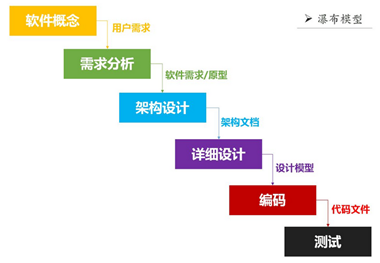 ➢ 瀑布模型
软件概念
用户需求
需求分析
软件需求/原型
架构设计
架构文档
详细设计
设计模型
编码
代码文件
测试